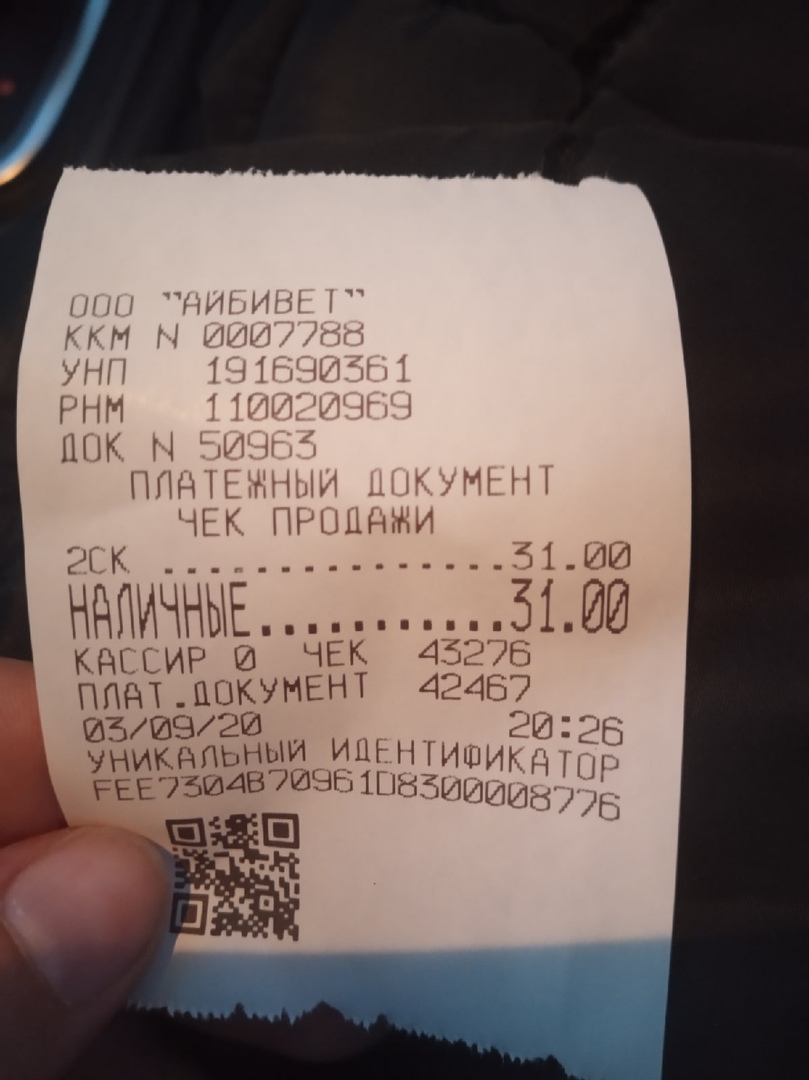 ООО "АЙБИВЕТ"
ККМ N 0007788
УНП 191690361
РНМ 110020969
ДОК N 50963
ПЛАТЕЖНЫЙ ДОКУМЕНТ
ЧЕК ПРОДАЖИ
2СК ................31.00
НАЛИЧНЫЕ...........31.00
КАССИР 0 ЧЕК 43276
ПЛАТ.ДОКУМЕНТ 42467
03/09/20 20:26
УНИКАЛЬНЫЙ ИДЕНТИФИКАТОР
FEE7304B70961D8300008776